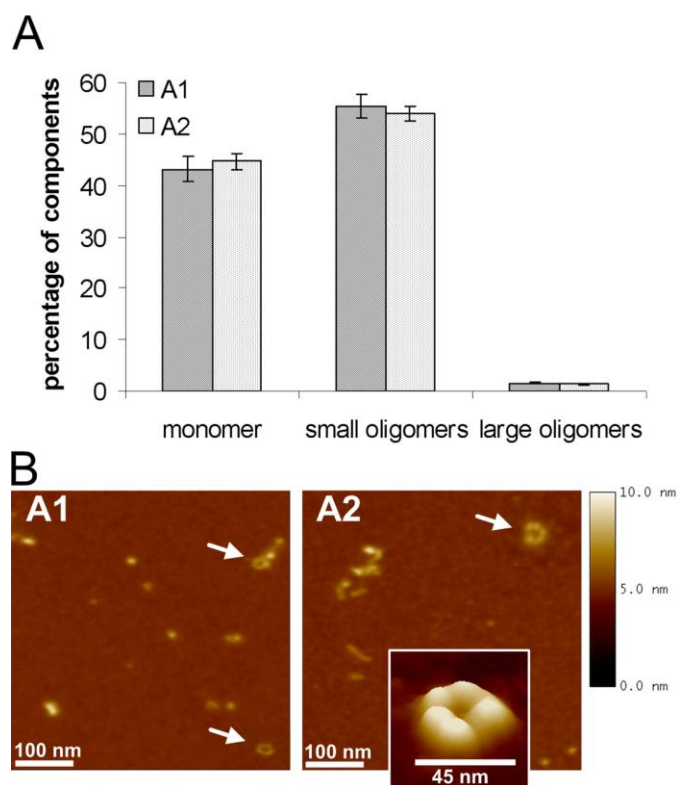 A
percentage of components
60
50
40
30
20
10
0
A1
A2
monomer small oligomers large oligomers
B
A1
A2
10.0 nm
5.0 nm
0.0 nm
100 nm
100 nm
45 nm